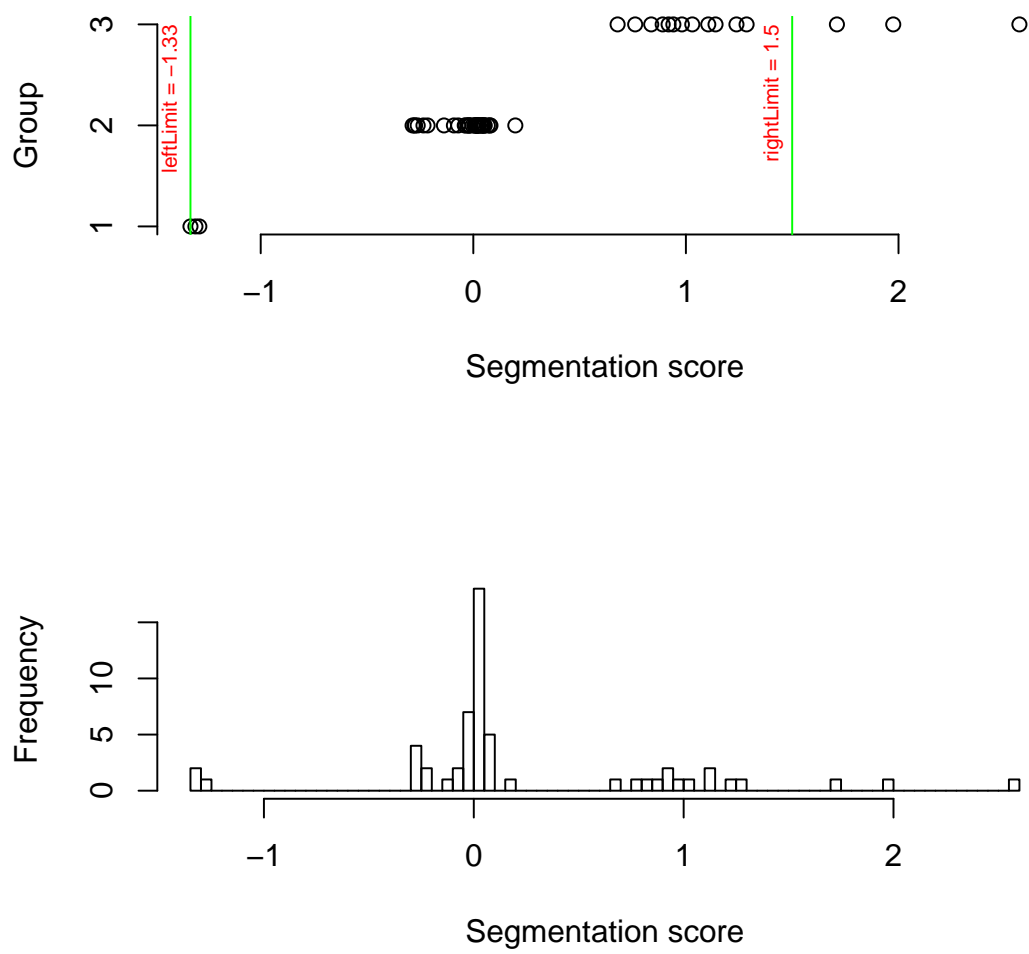 Group
1
2
3
leftLimit = −1.33
rightLimit = 1.5
−1
0
1
2
Segmentation score
Frequency
0
5
10
−1
0
1
2
Segmentation score